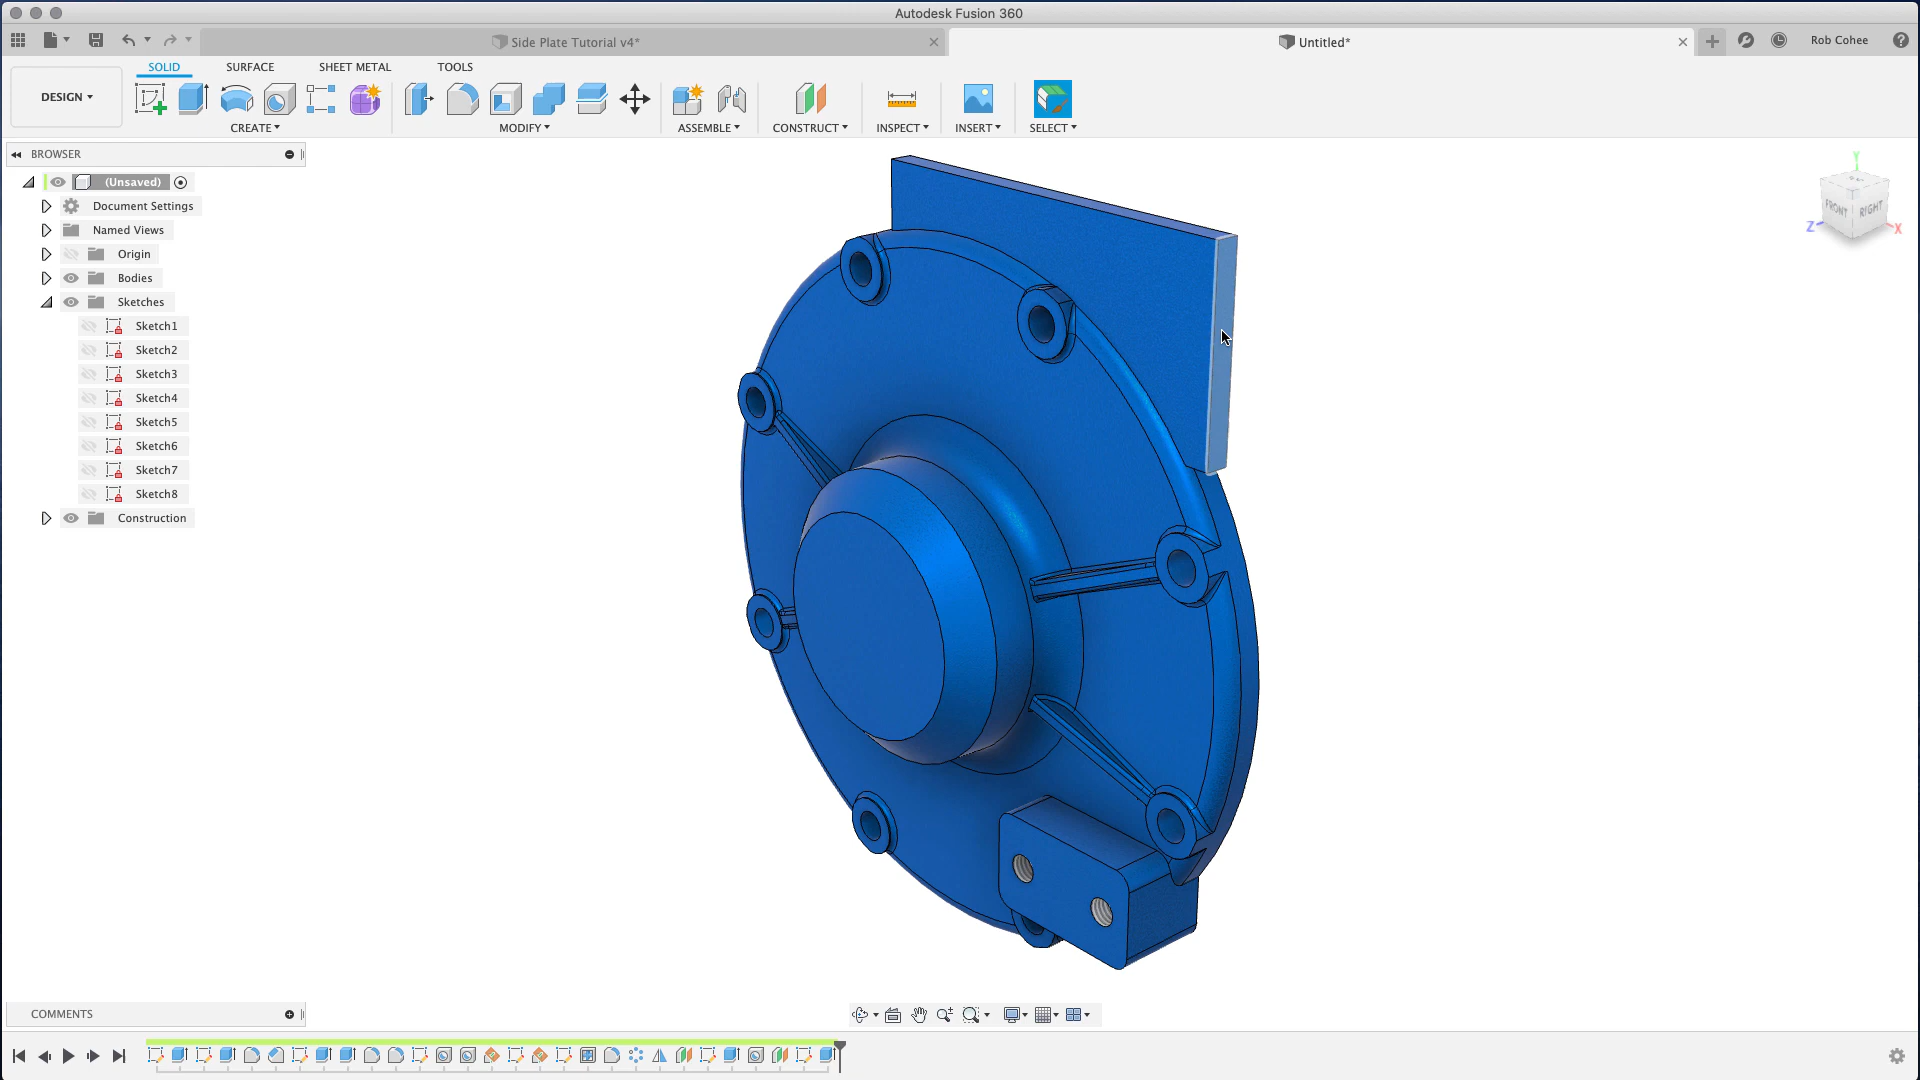 Autodesk Fusion 360
Side Plate Tutorial v4*
Untitled*
Rob Cohee
DESIGN
SOLID
SURFACE
SHEET METAL
TOOLS
CREATE
MODIFY
ASSEMBLE
CONSTRUCT
INSPECT
INSERT
SELECT
BROWSER
(Unsaved)
Document Settings
Named Views
Origin
Bodies
Sketches
Sketch1
Sketch2
Sketch3
Sketch4
Sketch5
Sketch6
Sketch7
Sketch8
Construction
Y
FRONT
RIGHT
Z
X
COMMENTS